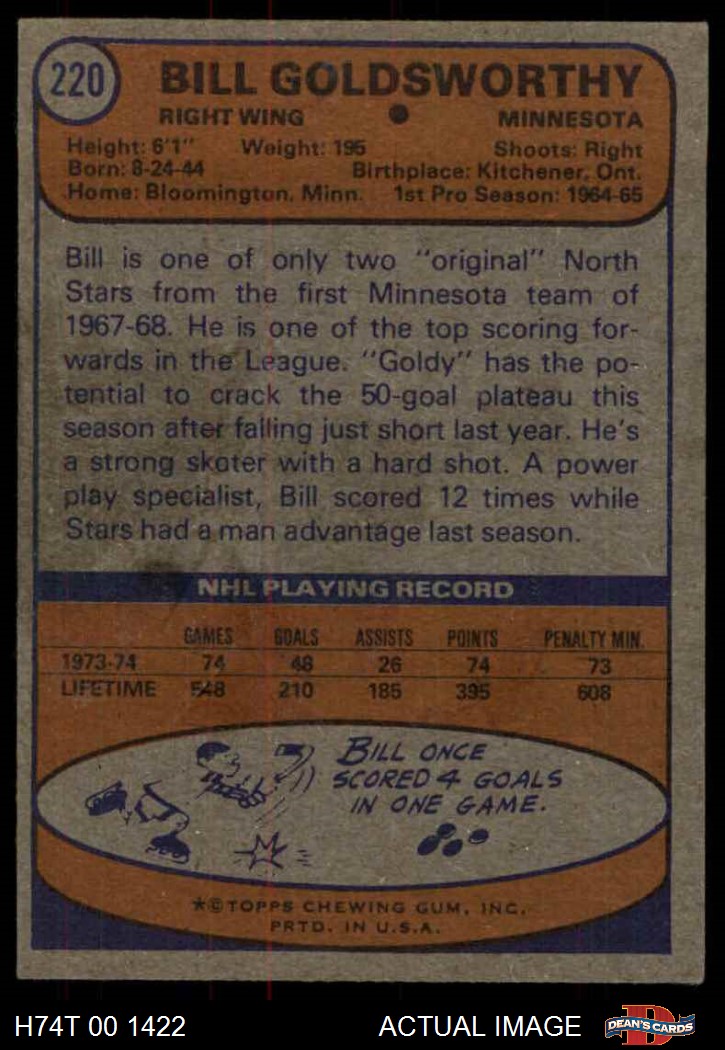 220
BILL GOLDSWORTHY
RIGHT WING ● MINNESOTA
Height: 6'1" Weight: 195 Shoots: Right
Born: 8-24-44 Birthplace: Kitchener, Ont.
Home: Bloomington, Minn. 1st Pro Season: 1964-65
Bill is one of only two "original" North
Stars from the first Minnesota team of
1967-68. He is one of the top scoring for-
wards in the League. "Goldy" has the po-
tential to crack the 50-goal plateau this
season after falling just short last year. He's
a strong skater with a hard shot. A power
play specialist, Bill scored 12 times while
Stars had a man advantage last season.
NHL PLAYING RECORD
GAMES GOALS ASSISTS POINTS PENALTY MIN.
1973-74 74 48 26 74 73
LIFETIME 548 210 185 395 608
BILL ONCE
SCORED 4 GOALS
IN ONE GAME.
*© TOPPS CHEWING GUM, INC.
PRTD. IN U.S.A.
H74T 00 1422 ACTUAL IMAGE D DEAN'S CARDS